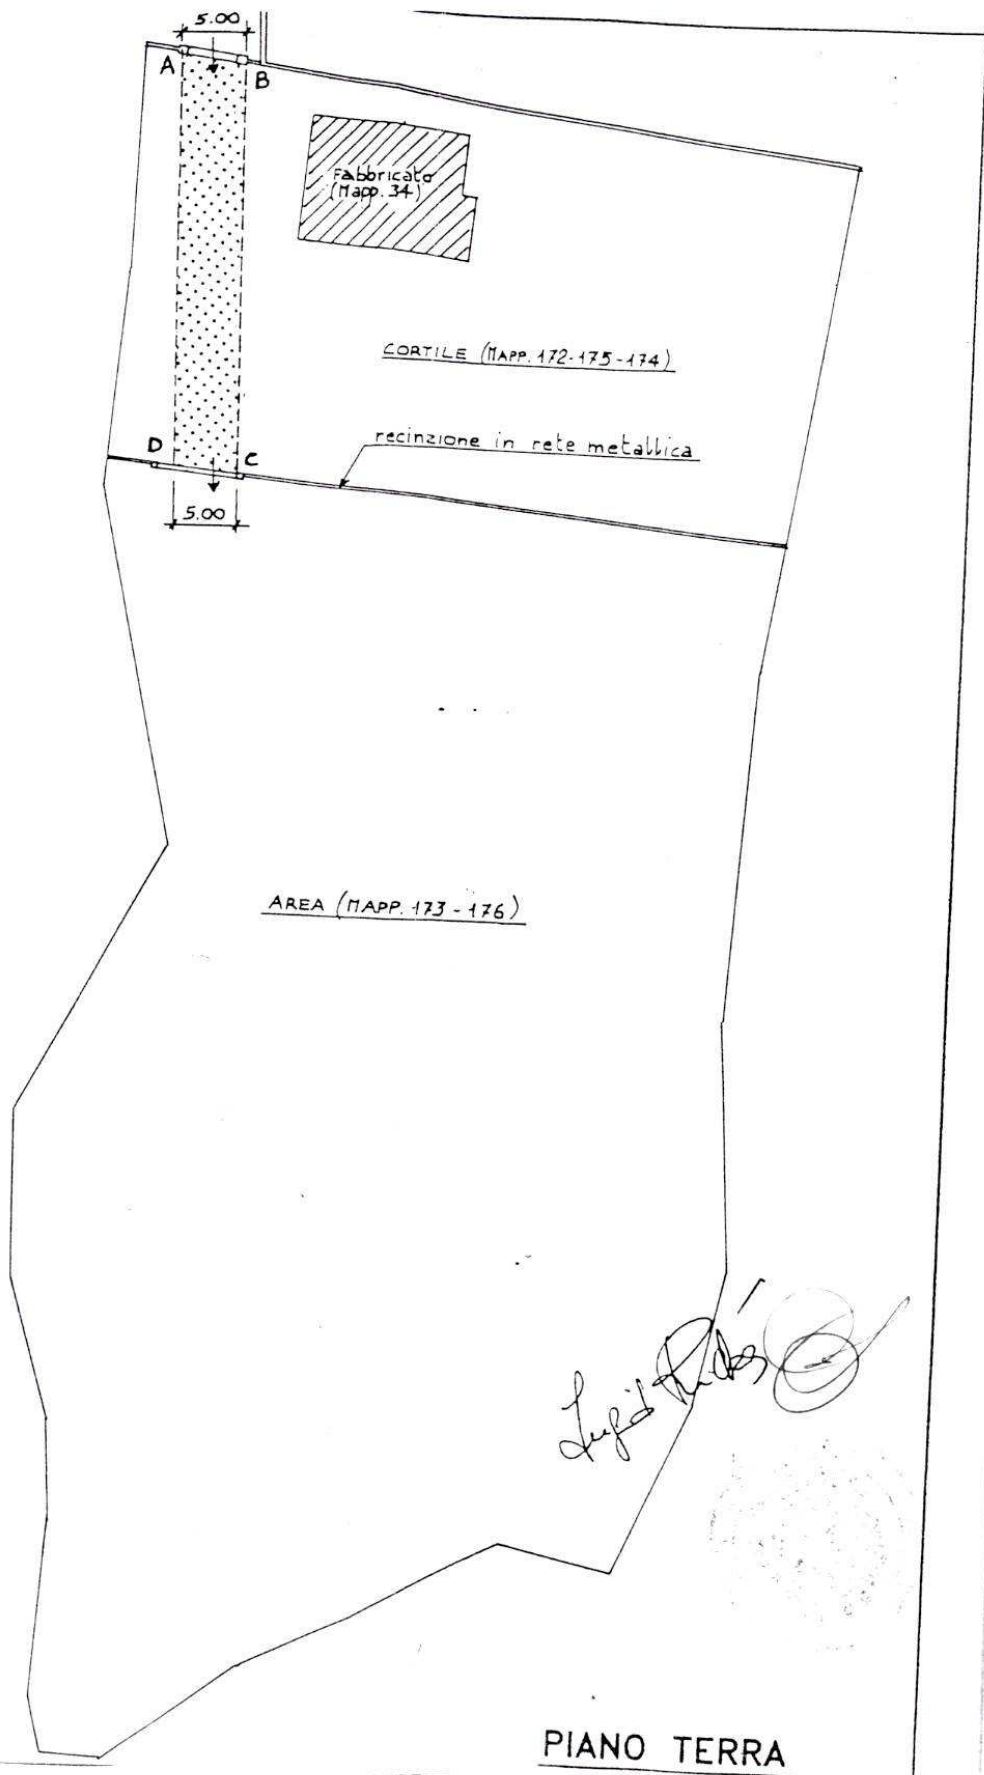 5.00
A
B
Fabbricato
(Mapp. 34)
CORTILE (MAPP. 172-175-174)
D
C
recinzione in rete metallica
5.00
AREA (MAPP. 173-176)
PIANO TERRA